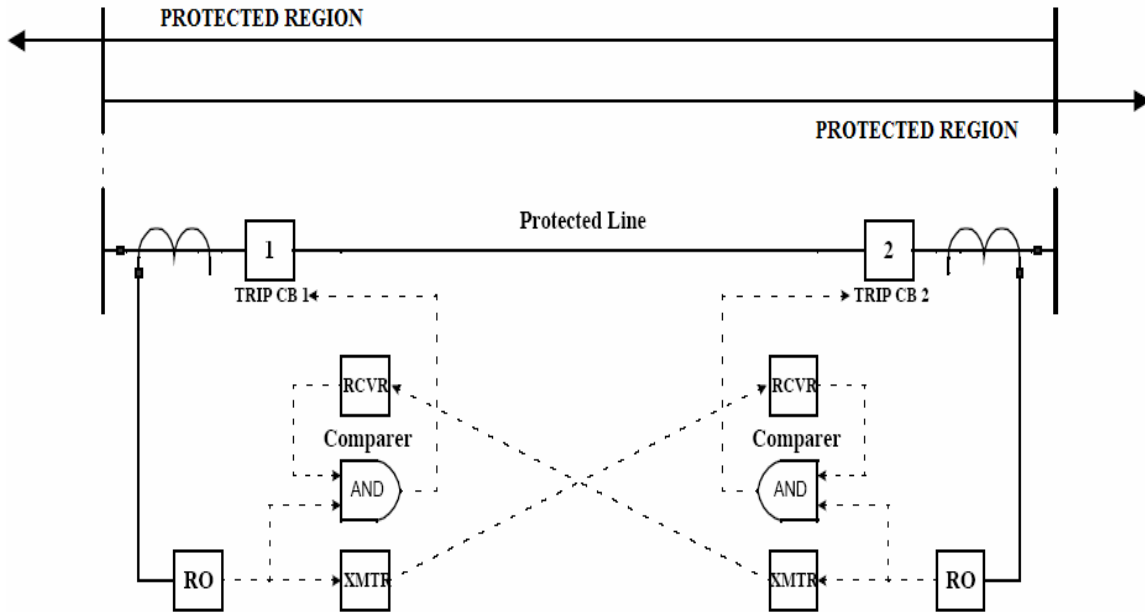 PROTECTED REGION
PROTECTED REGION
Protected Line
1
2
TRIP CB 1
TRIP CB 2
RCVR
RCVR
Comparer
Comparer
AND
AND
RO
XMTR
XMTR
RO